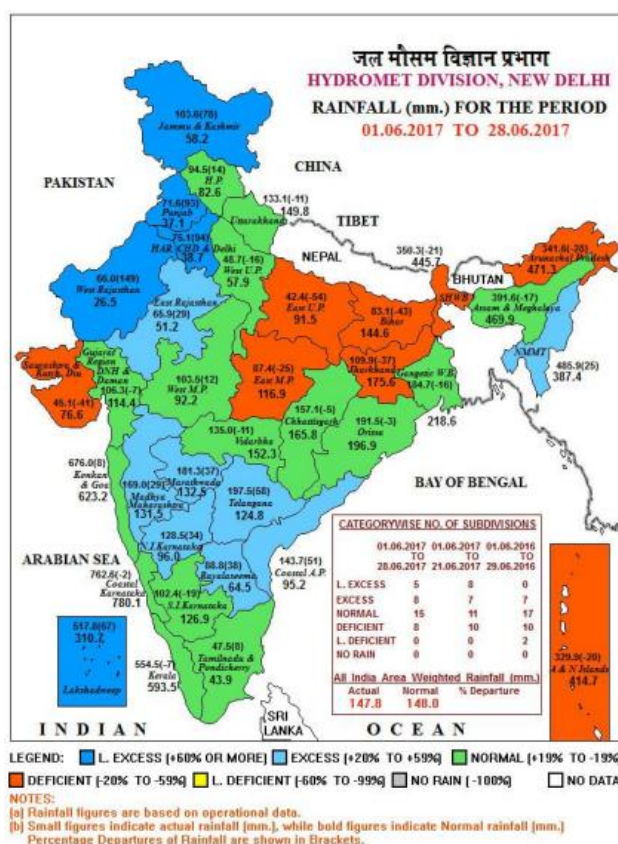 जल मौसम विज्ञान प्रभाग
HYDROMET DIVISION, NEW DELHI
RAINFALL (mm.) FOR THE PERIOD
01.06.2017 TO 28.06.2017
103.6(78)
Jammu & Kashmir
58.2
CHINA
94.5(14)
H.P.
82.6
PAKISTAN
71.6(93)
Punjab
37.1
133.1(-11)
149.8
Uttarakhand
TIBET
75.1(94)
HAR. CHD & Delhi
38.7
NEPAL
48.7(-16)
West U.P.
57.9
350.3(-21)
445.7
BHUTAN
341.6(-28)
Arunachal Pradesh
471.3
66.0(149)
West Rajasthan
26.5
East Rajasthan
65.9(29)
51.2
42.4(-54)
East U.P.
91.5
83.1(-43)
Bihar
144.6
SHWB
391.6(-17)
Assam & Meghalaya
469.9
NMMT
485.9(25)
387.4
Saurashtra &
Kutch, Diu
45.1(-41)
76.6
Gujarat
Region
DNH &
Daman
106.3(-7)
114.4
103.5(12)
West M.P.
92.2
87.4(-25)
East M.P.
116.9
109.9(-37)
Jharkhand
175.6
Gangetic W.B.
184.7(-16)
218.6
135.0(-11)
Vidarbha
152.3
157.1(-5)
Chhattisgarh
165.8
191.5(-3)
Orissa
196.9
676.0(8)
Konkan
& Goa
623.2
169.0(29)
Madhya
Maharashtra
131.5
181.3(37)
Marathwada
132.5
197.5(58)
Telangana
124.8
BAY OF BENGAL
ARABIAN SEA
128.5(34)
N.I.Karnataka
96.0
88.8(38)
Rayalaseema
64.5
143.7(51)
Coastal A.P.
95.2
762.6(-2)
Coastal
Karnataka
780.1
102.4(-19)
S.I.Karnataka
126.9
517.8(67)
310.7
Lakshadweep
554.5(-7)
Kerala
593.5
47.5(8)
Tamilnadu &
Pondicherry
43.9
329.9(-20)
A & N Islands
414.7
CATEGORYWISE NO. OF SUBDIVISIONS
01.06.2017 01.06.2017 01.06.2016
TO TO TO
28.06.2017 21.06.2017 29.06.2016
L. EXCESS 5 8 0
EXCESS 8 7 7
NORMAL 15 11 17
DEFICIENT 8 10 10
L. DEFICIENT 0 0 2
NO RAIN 0 0 0
All India Area Weighted Rainfall (mm.)
Actual Normal % Departure
147.8 148.0
SRI
LANKA
INDIAN OCEAN
LEGEND: L. EXCESS (+60% OR MORE) EXCESS (+20% TO +59%) NORMAL (+19% TO -19%)
DEFICIENT (-20% TO -59%) L. DEFICIENT (-60% TO -99%) NO RAIN (-100%) NO DATA
NOTES:
(a) Rainfall figures are based on operational data.
(b) Small figures indicate actual rainfall (mm.), while bold figures indicate Normal rainfall (mm.)
Percentage Departures of Rainfall are shown in Brackets.